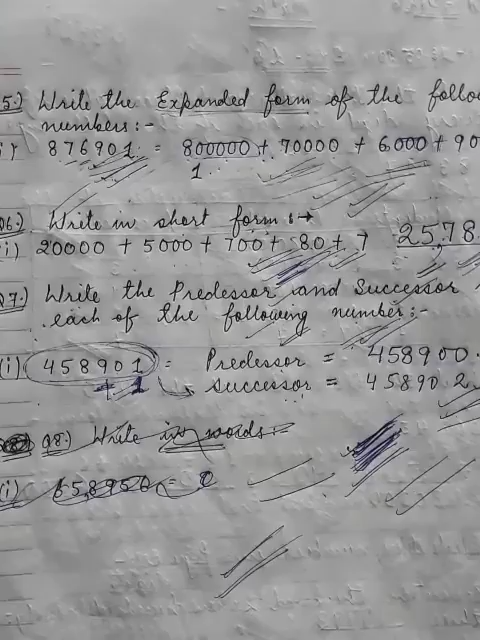 5.) Write the Expanded form of the follo
numbers:-
i) 876901 = 800000 + 70000 + 6000 + 90
1
Q6.) Write in short form :→
i) 20000 + 5000 + 700 + 80 + 7 25,78
Q7.) Write the Predessor and Successor
each of the following number:-
(i) 458901 = Predessor = 458900.
+ 1 Successor = 458902.
Q8.) Write in words:-
(i) 658950 = 0